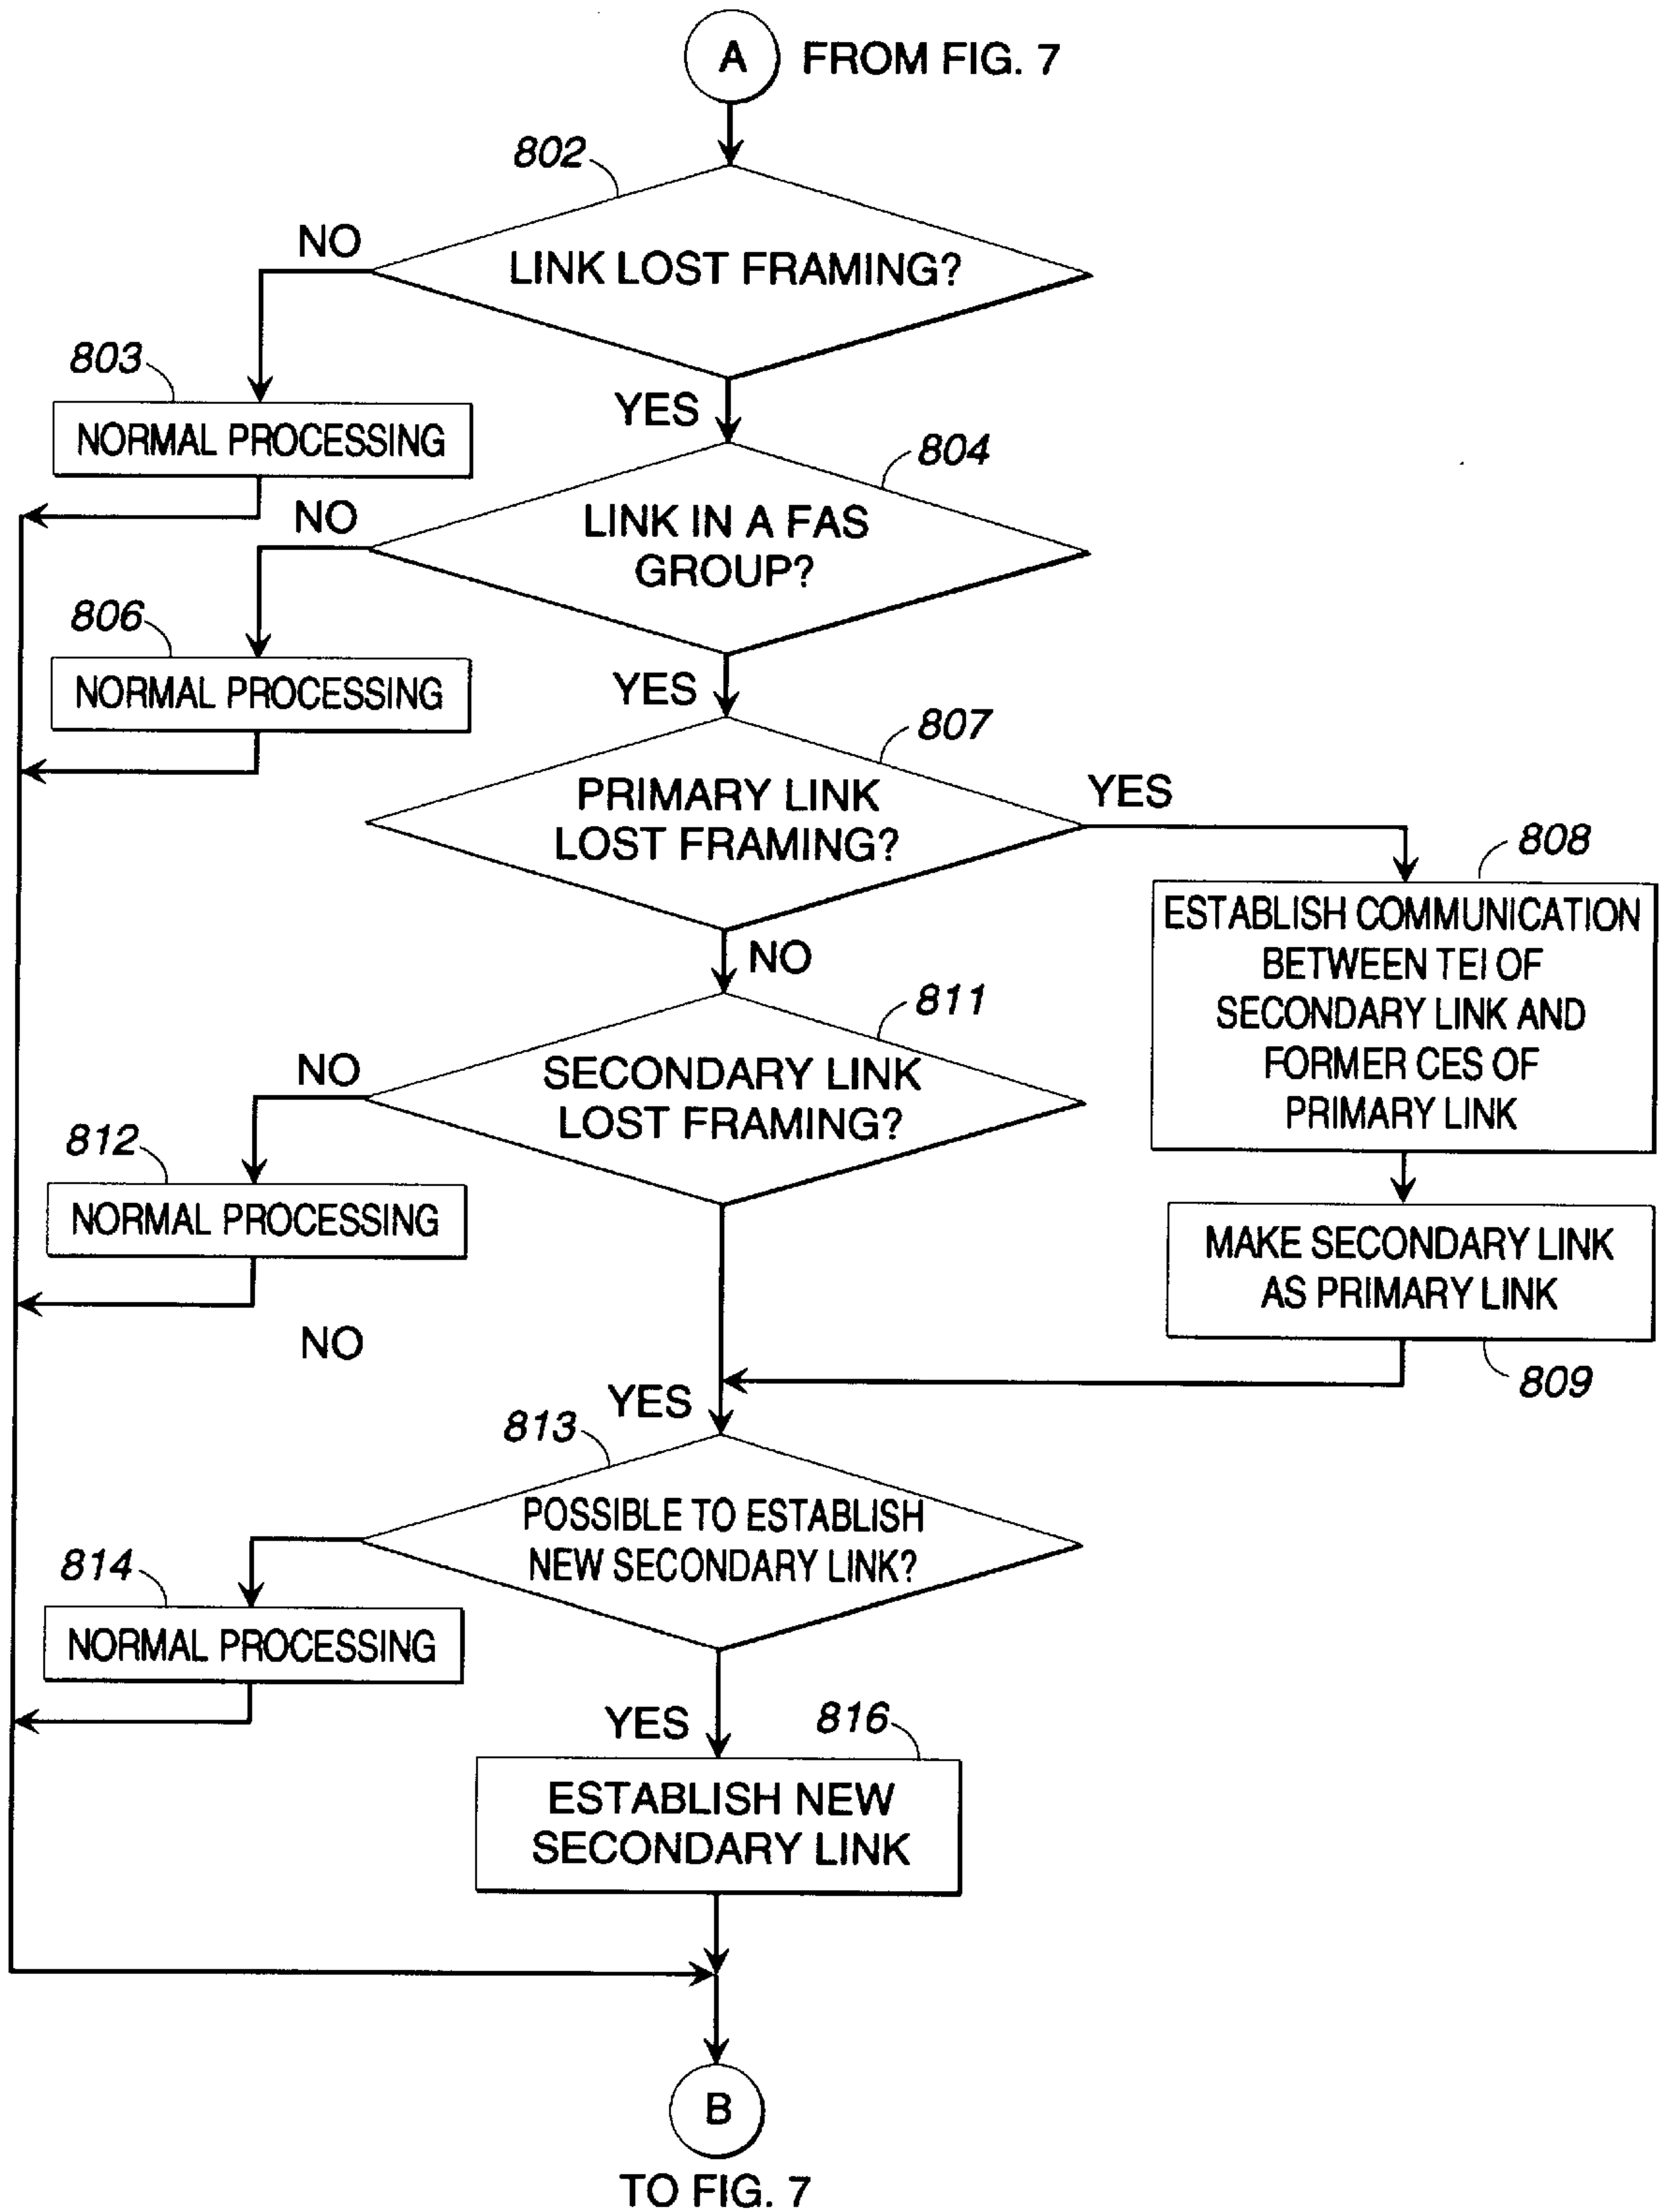 A FROM FIG. 7
802
NO
LINK LOST FRAMING?
803
YES
NORMAL PROCESSING
804
NO
LINK IN A FAS
GROUP?
806
YES
NORMAL PROCESSING
807
PRIMARY LINK
LOST FRAMING?
YES
808
ESTABLISH COMMUNICATION
BETWEEN TEI OF
SECONDARY LINK AND
FORMER CES OF
PRIMARY LINK
NO
811
NO
SECONDARY LINK
LOST FRAMING?
812
NORMAL PROCESSING
MAKE SECONDARY LINK
AS PRIMARY LINK
809
NO
YES
813
POSSIBLE TO ESTABLISH
NEW SECONDARY LINK?
814
NORMAL PROCESSING
YES
816
ESTABLISH NEW
SECONDARY LINK
B
TO FIG. 7